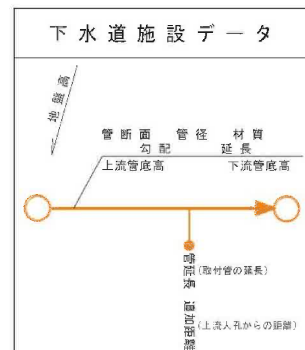 下水道施設データ
地盤高
管断面 管径 材質
勾配 延長
上流管底高 下流管底高
管延長 (取付管の延長)
追加距離 (上流人孔からの距離)